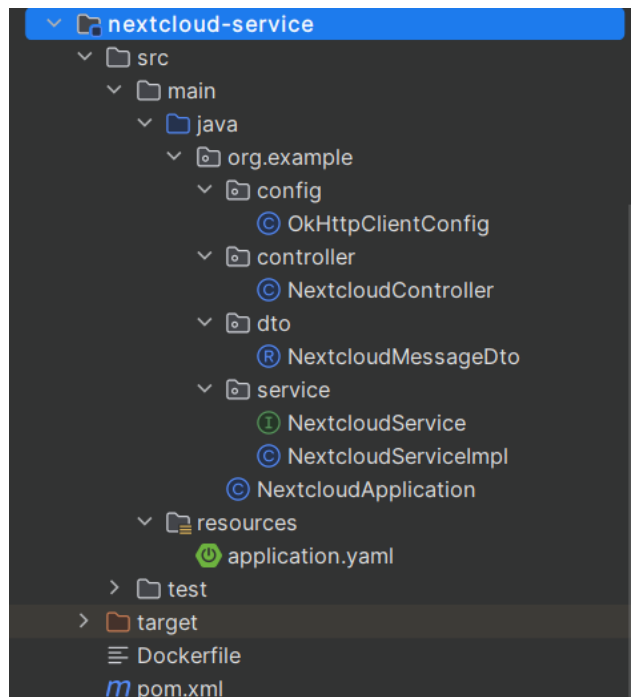 nextcloud-service
src
main
java
org.example
config
OkHttpClientConfig
controller
NextcloudController
dto
NextcloudMessageDto
service
NextcloudService
NextcloudServiceImpl
NextcloudApplication
resources
application.yaml
test
target
Dockerfile
pom.xml